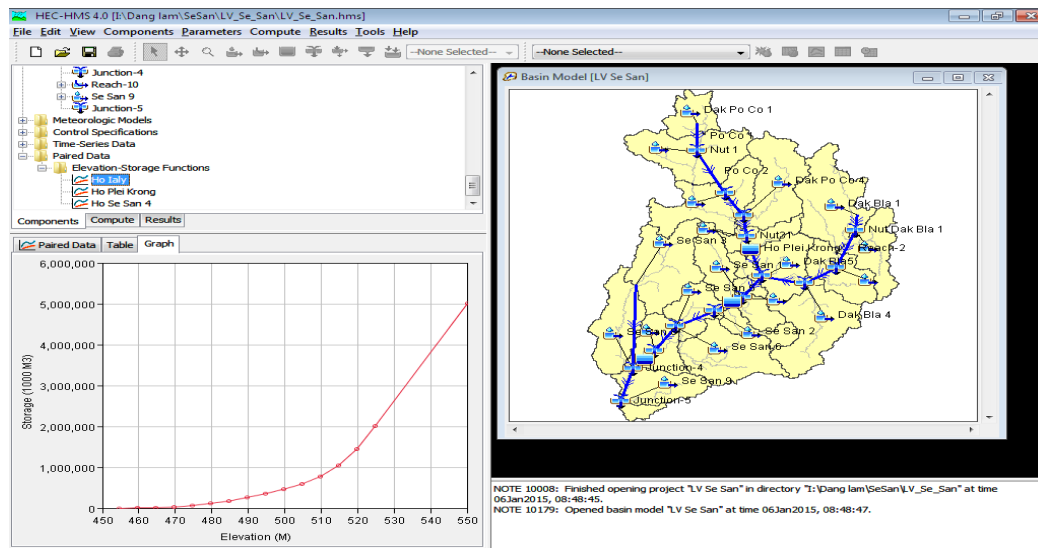 HEC-HMS 4.0 [I:\Dang lam\SeSan\LV_Se_San\LV_Se_San.hms]
File Edit View Components Parameters Compute Results Tools Help
--None Selected-- --None Selected--
Junction-4
Reach-10
Se San 9
Junction-5
Meteorologic Models
Control Specifications
Time-Series Data
Paired Data
Elevation-Storage Functions
Ho Ialy
Ho Plei Krong
Ho Se San 4
Components Compute Results
Paired Data Table Graph
6,000,000
5,000,000
4,000,000
3,000,000
2,000,000
1,000,000
0
Storage (1000 M3)
450 460 470 480 490 500 510 520 530 540 550
Elevation (M)
Basin Model [LV Se San]
Dak Po Co 1
Po Co 1
Nut 1
Po Co 2
Dak Po Co 4
Dak Bla 1
Nut Dak Bla 1
Se San 3
Nut31
Ho Plei Krong
Reach-2
Se San 1
Dak Bla5
Se San
Dak Bla 4
Se San
Se San 2
Se San 6
Junction-4
Se San 9
Junction-5
NOTE 10008: Finished opening project "LV Se San" in directory "I:\Dang lam\SeSan\LV_Se_San" at time
06Jan2015, 08:48:45.
NOTE 10179: Opened basin model "LV Se San" at time 06Jan2015, 08:48:47.